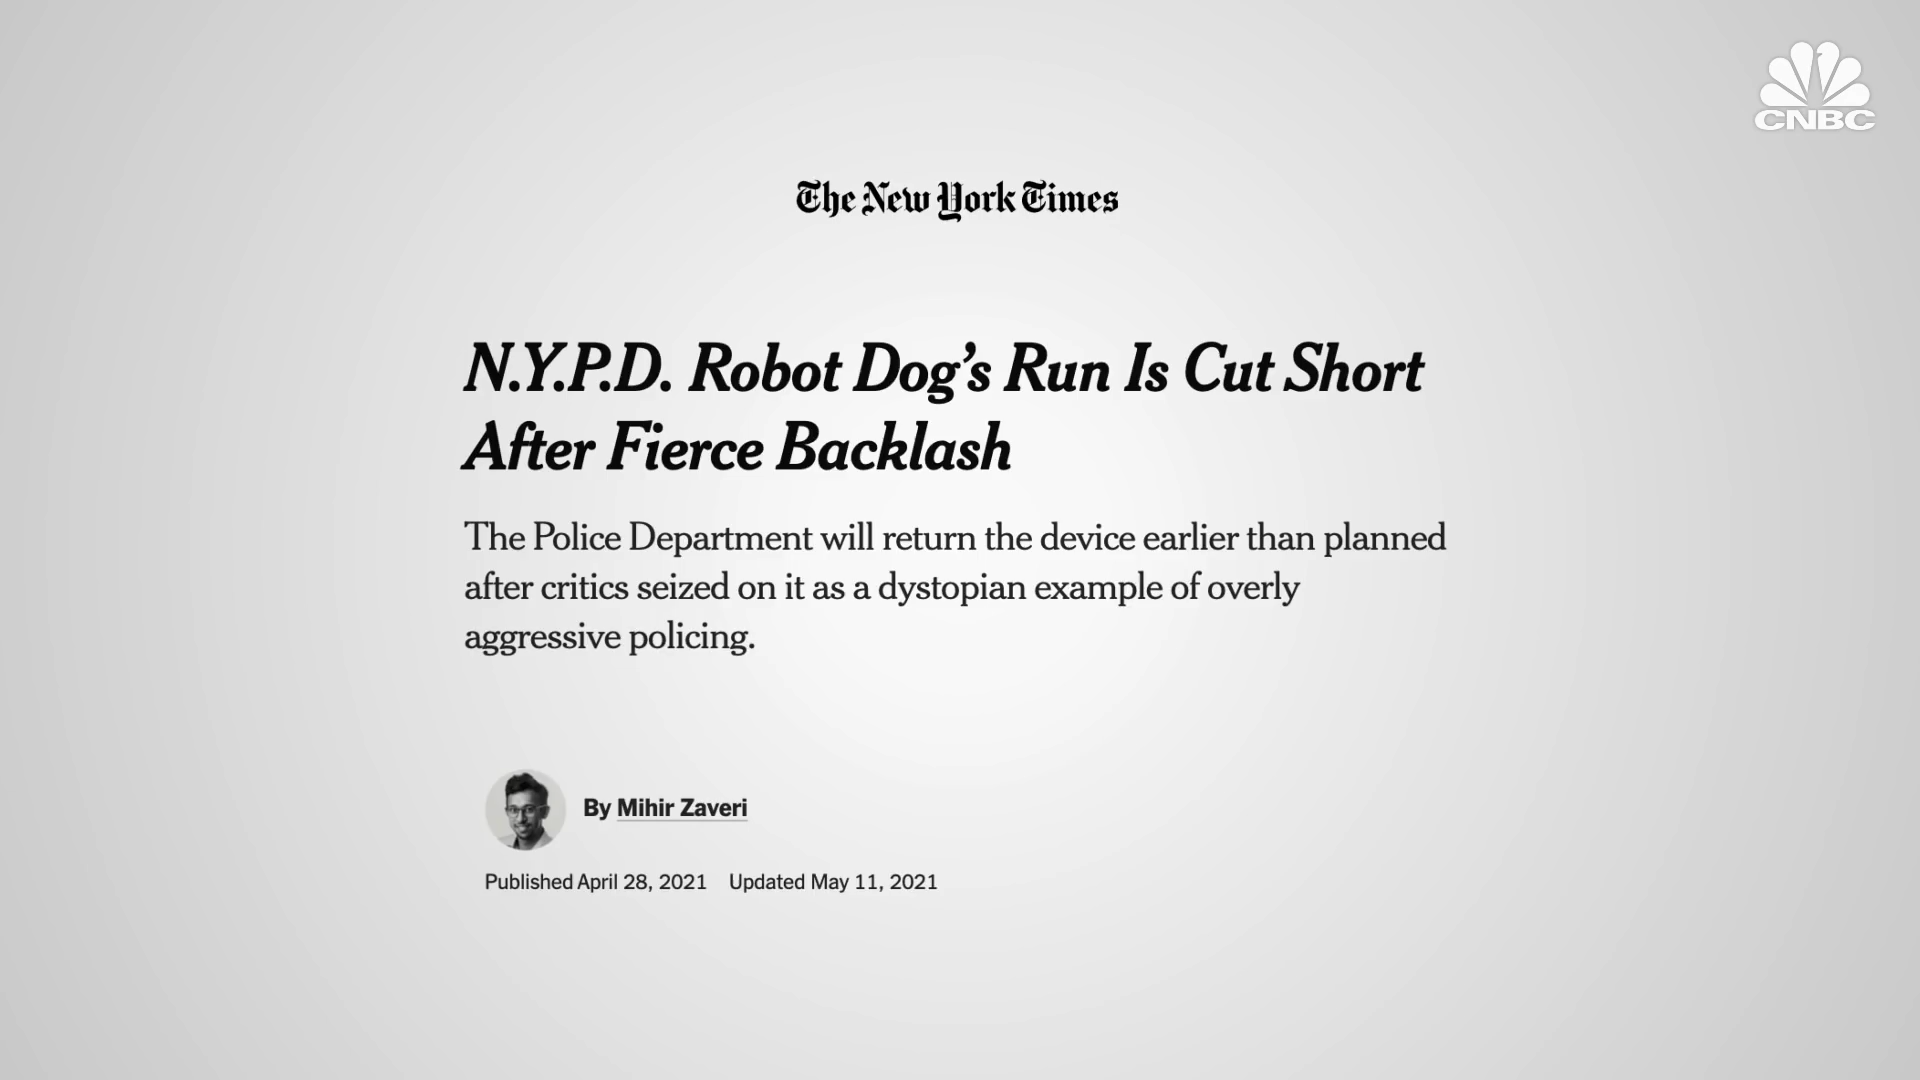 CNBC
The New York Times
N.Y.P.D. Robot Dog’s Run Is Cut Short
After Fierce Backlash
The Police Department will return the device earlier than planned
after critics seized on it as a dystopian example of overly
aggressive policing.
By Mihir Zaveri
Published April 28, 2021 Updated May 11, 2021